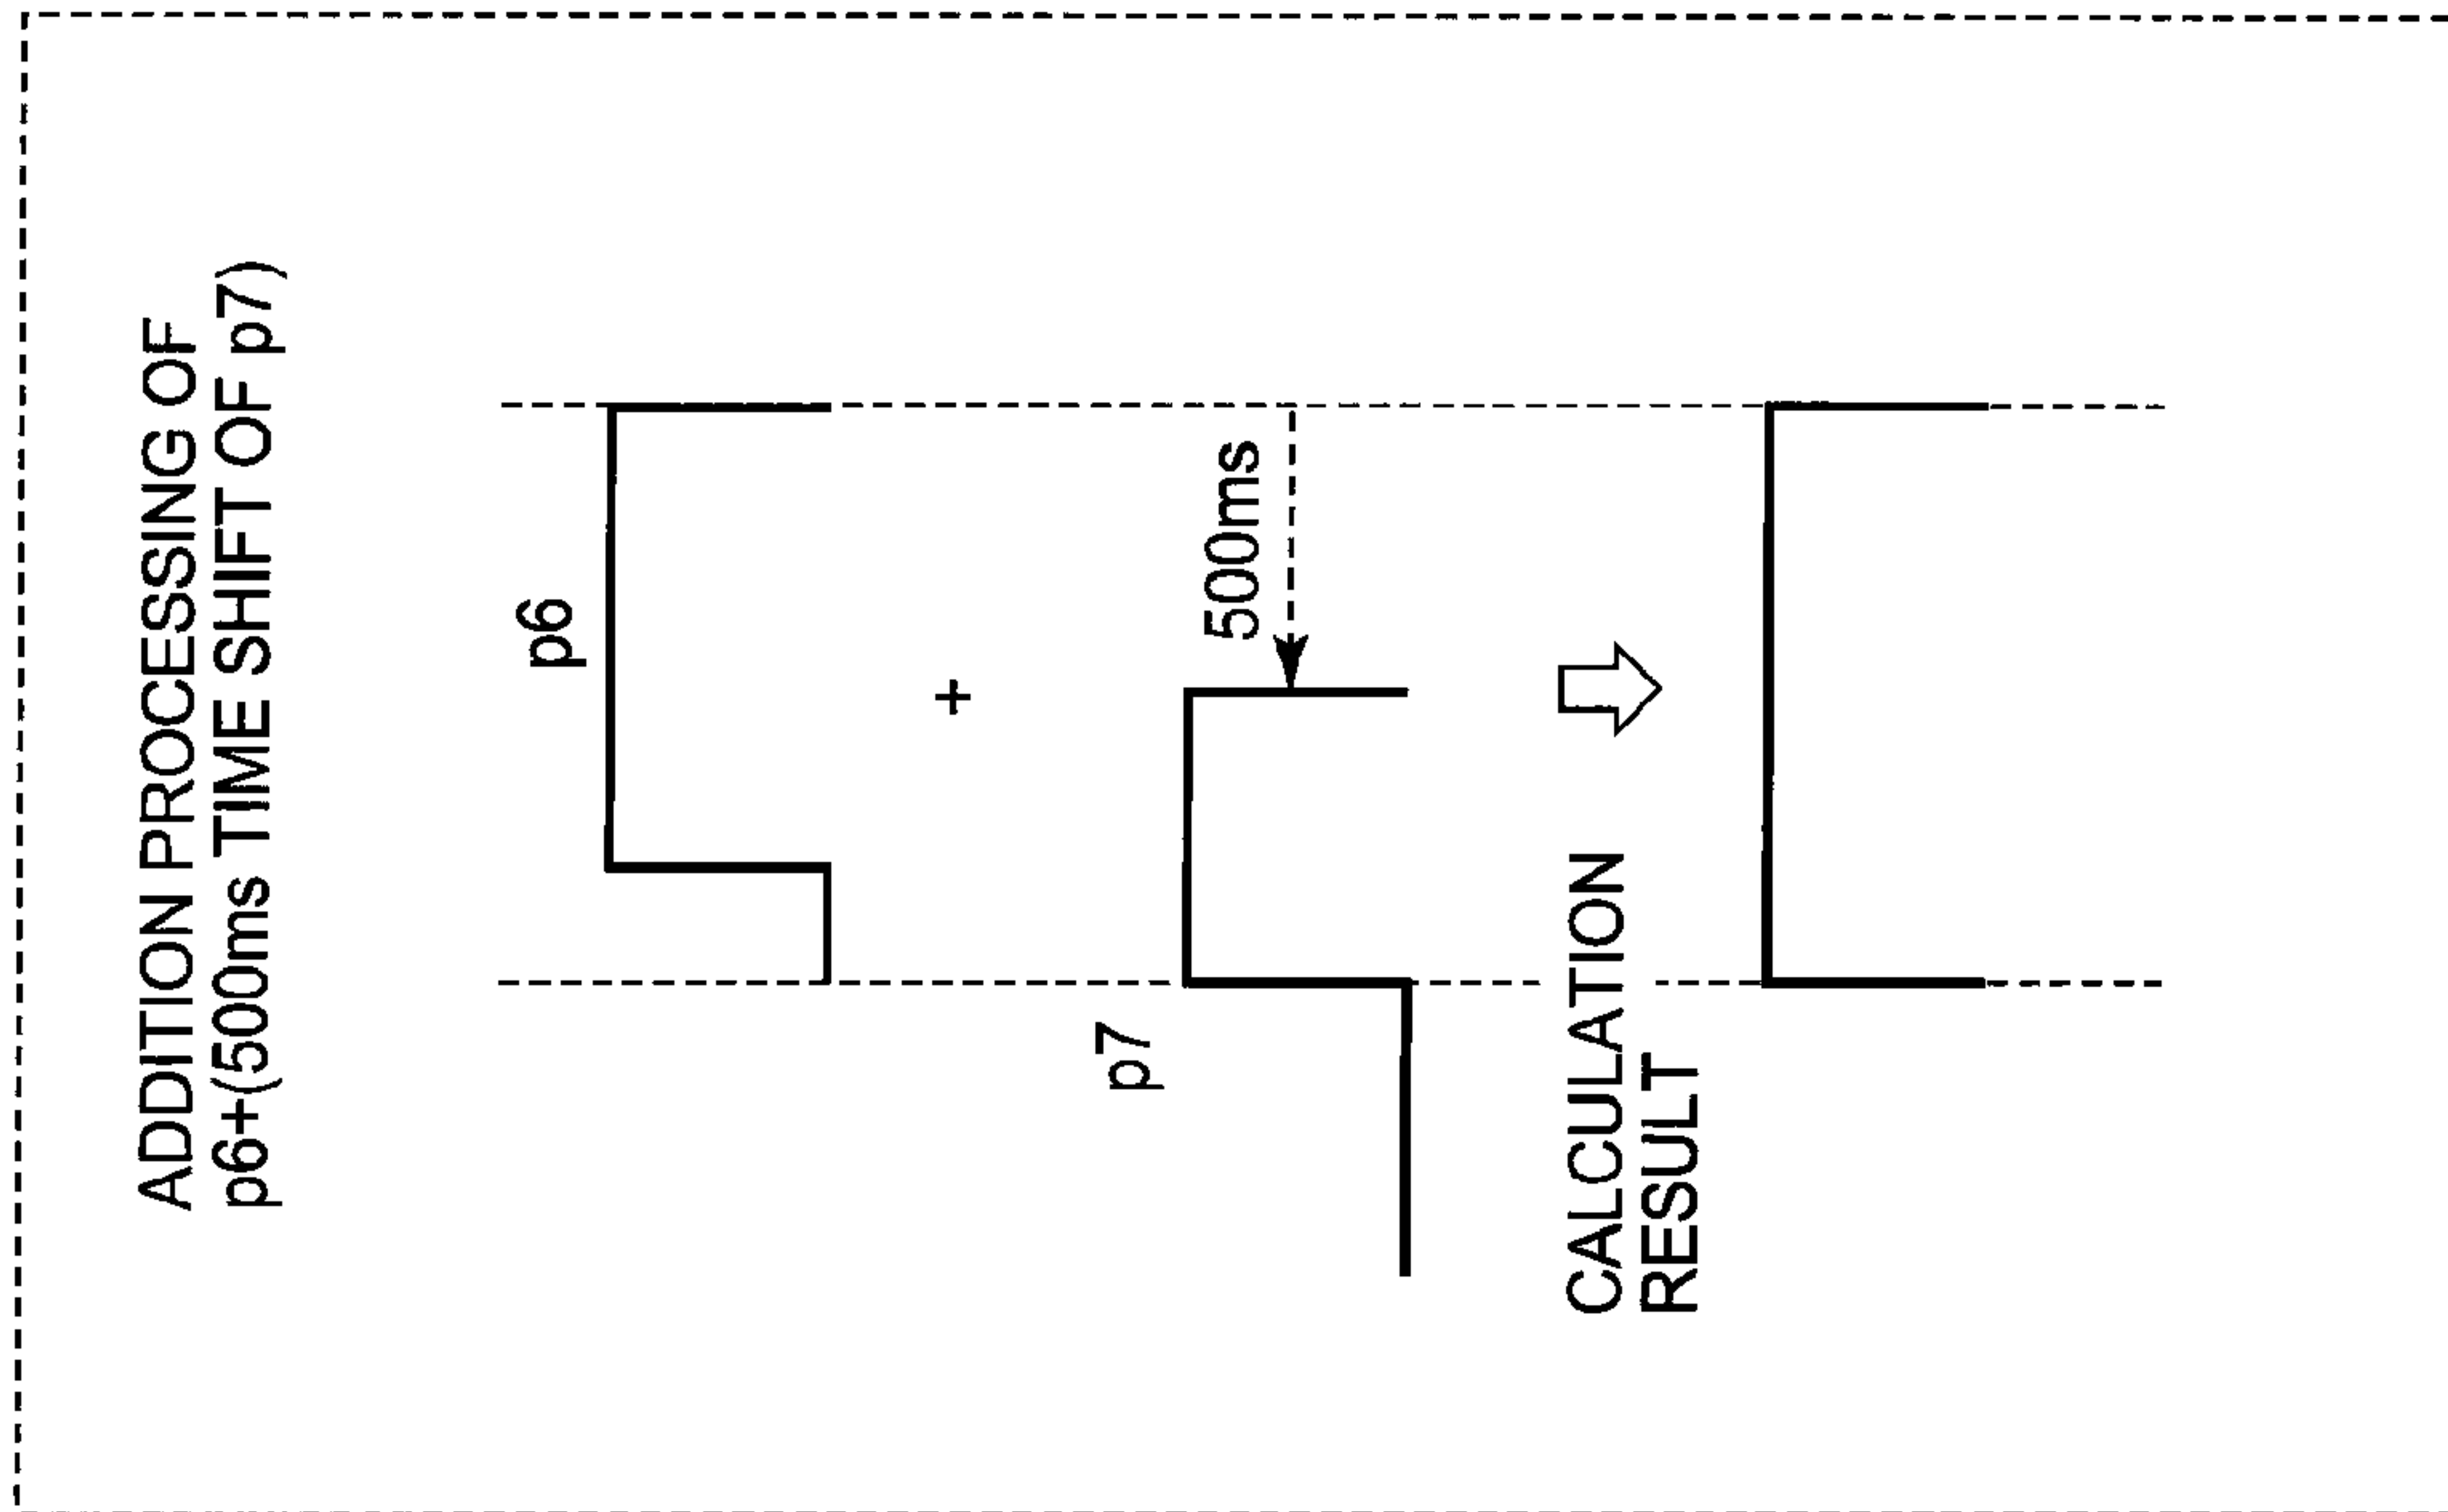 ADDITION PROCESSING OF
p6+(500ms TIME SHIFT OF p7)
p6
+
p7
500ms
CALCULATION
RESULT